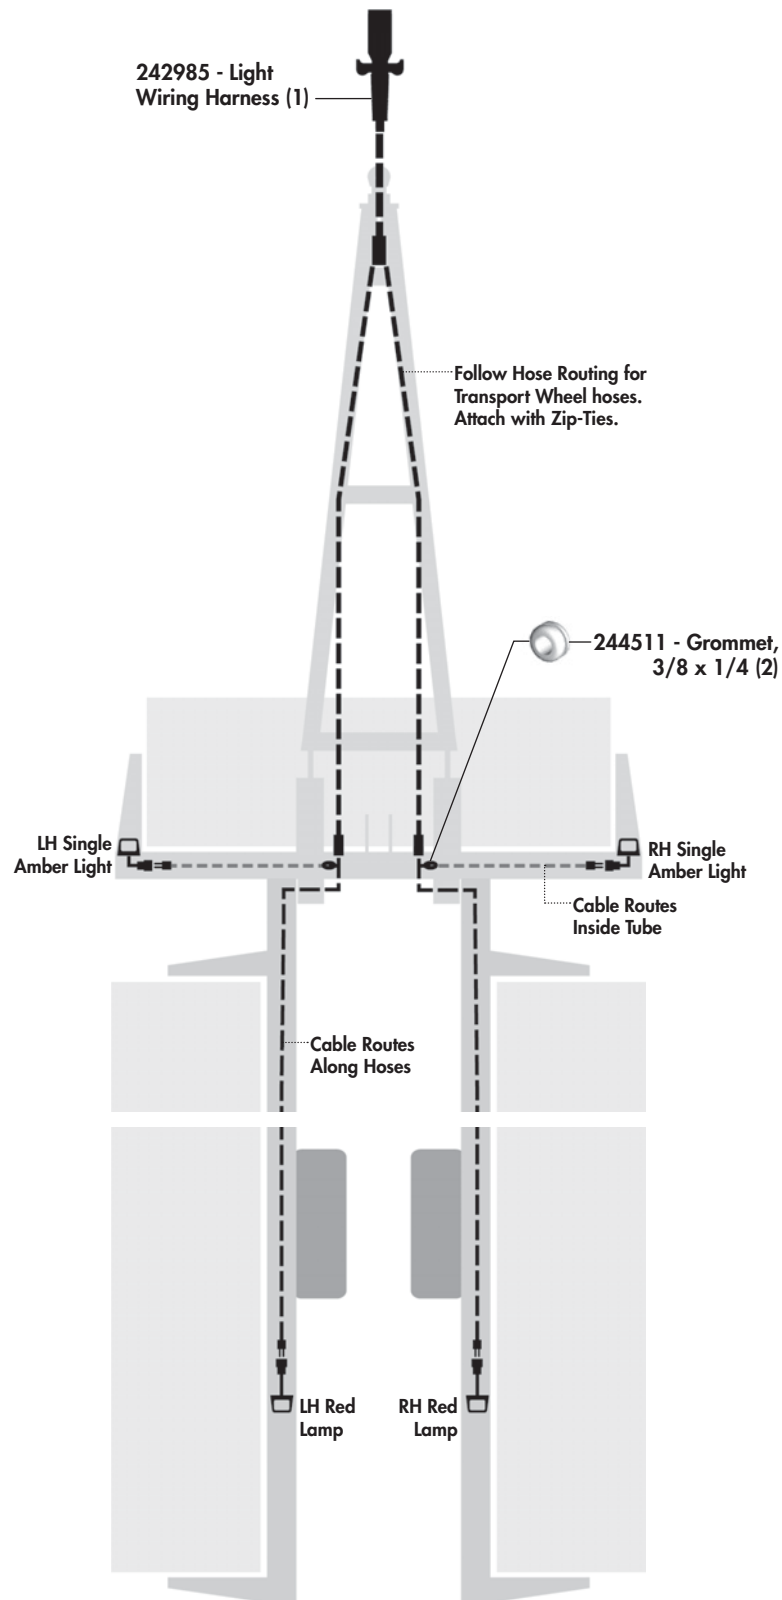 242985 - Light
Wiring Harness (1)
Follow Hose Routing for
Transport Wheel hoses.
Attach with Zip-Ties.
244511 - Grommet,
3/8 x 1/4 (2)
LH Single
Amber Light
RH Single
Amber Light
Cable Routes
Inside Tube
Cable Routes
Along Hoses
LH Red
Lamp
RH Red
Lamp